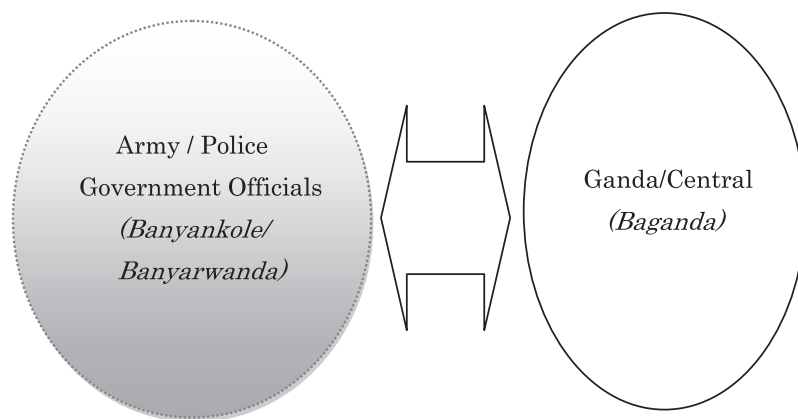 Army / Police
Government Officials
(Banyankole/
Banyarwanda)
Ganda/Central
(Baganda)